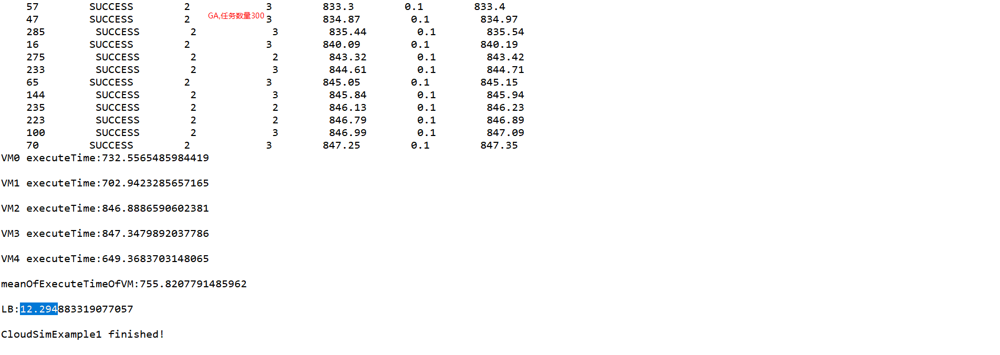 57 SUCCESS 2 3 833.3 0.1 833.4
GA,任务数量300
47 SUCCESS 2 3 834.87 0.1 834.97
285 SUCCESS 2 3 835.44 0.1 835.54
16 SUCCESS 2 3 840.09 0.1 840.19
275 SUCCESS 2 2 843.32 0.1 843.42
233 SUCCESS 2 3 844.61 0.1 844.71
65 SUCCESS 2 3 845.05 0.1 845.15
144 SUCCESS 2 3 845.84 0.1 845.94
235 SUCCESS 2 2 846.13 0.1 846.23
223 SUCCESS 2 2 846.79 0.1 846.89
100 SUCCESS 2 3 846.99 0.1 847.09
70 SUCCESS 2 3 847.25 0.1 847.35
VM0 executeTime:732.5565485984419
VM1 executeTime:702.9423285657165
VM2 executeTime:846.8886590602381
VM3 executeTime:847.3479892037786
VM4 executeTime:649.3683703148065
meanOfExecuteTimeOfVM:755.8207791485962
LB:12.294883319077057
CloudSimExample1 finished!